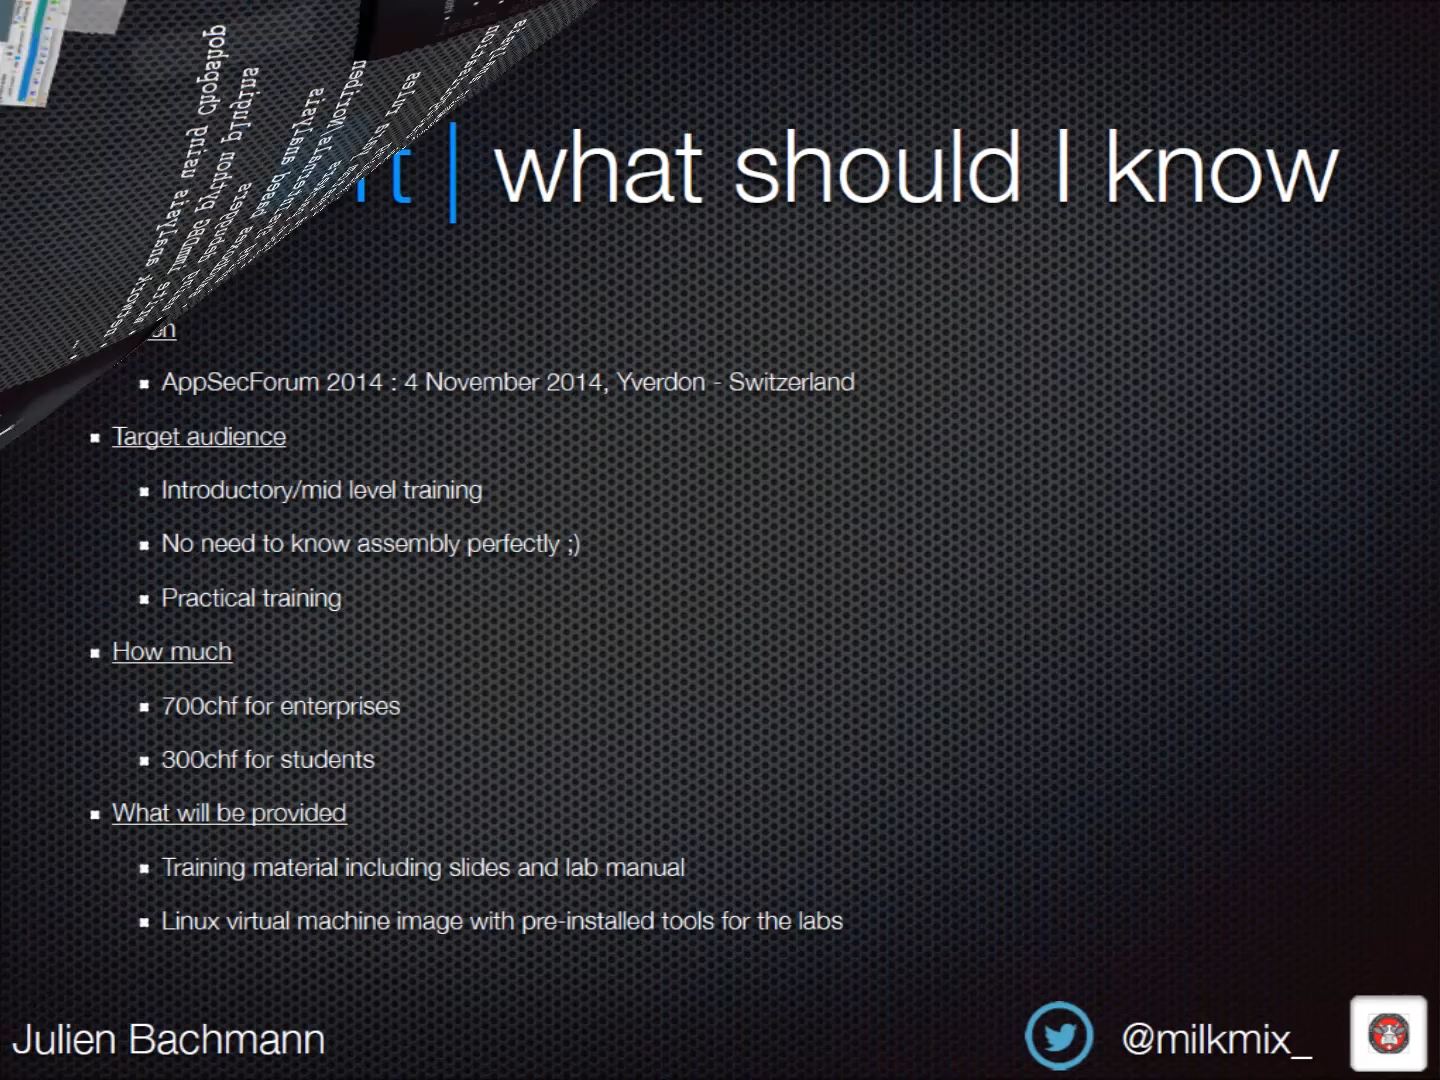 what should I know
AppSecForum 2014 : 4 November 2014, Yverdon - Switzerland
Target audience
Introductory/mid level training
No need to know assembly perfectly ;)
Practical training
How much
700chf for enterprises
300chf for students
What will be provided
Training material including slides and lab manual
Linux virtual machine image with pre-installed tools for the labs
Julien Bachmann
@milkmix_